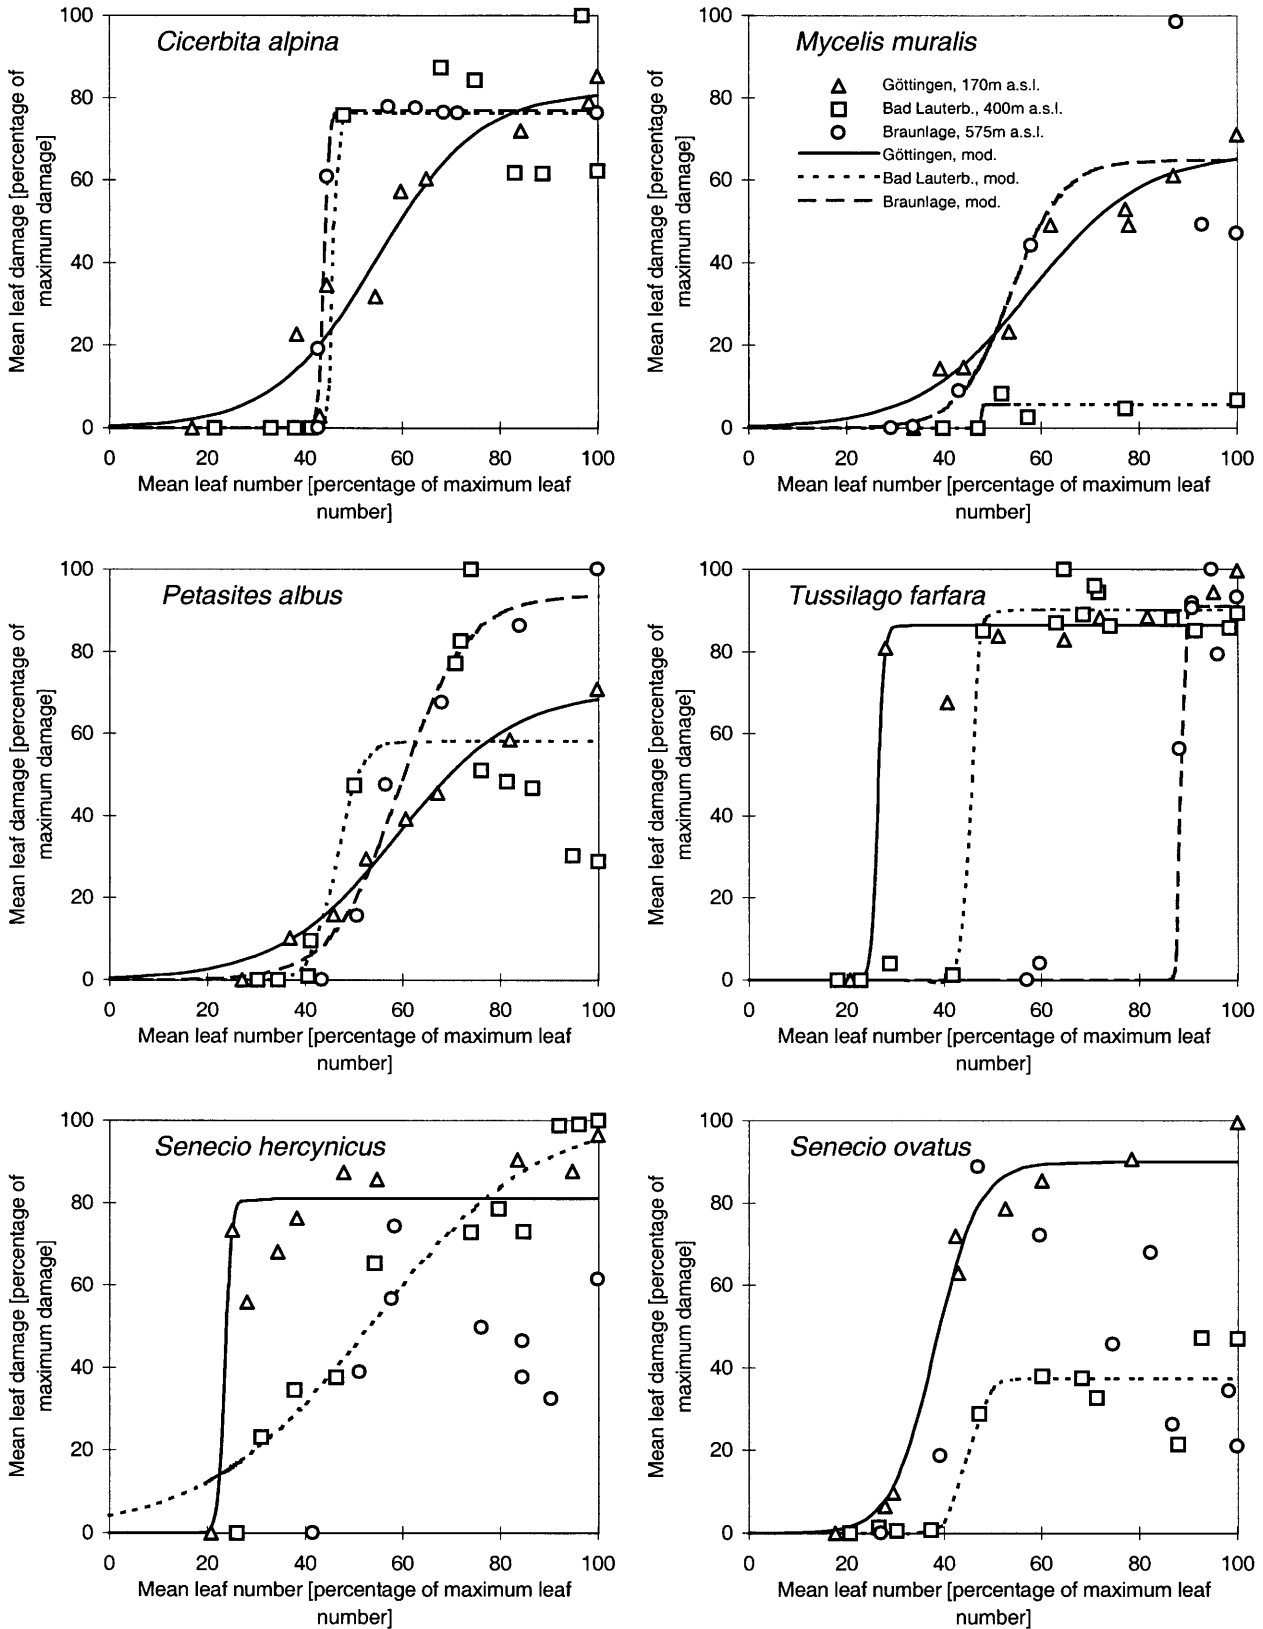 Cicerbita alpina
Mean leaf damage [percentage of
maximum damage]
100
80
60
40
20
0
0 20 40 60 80 100
Mean leaf number [percentage of maximum leaf
number]
Mycelis muralis
Göttingen, 170m a.s.l.
Bad Lauterb., 400m a.s.l.
Braunlage, 575m a.s.l.
Göttingen, mod.
Bad Lauterb., mod.
Braunlage, mod.
Mean leaf damage [percentage of
maximum damage]
100
80
60
40
20
0
0 20 40 60 80 100
Mean leaf number [percentage of maximum leaf
number]
Petasites albus
Mean leaf damage [percentage of
maximum damage]
100
80
60
40
20
0
0 20 40 60 80 100
Mean leaf number [percentage of maximum leaf
number]
Tussilago farfara
Mean leaf damage [percentage of
maximum damage]
100
80
60
40
20
0
0 20 40 60 80 100
Mean leaf number [percentage of maximum leaf
number]
Senecio hercynicus
Mean leaf damage [percentage of
maximum damage]
100
80
60
40
20
0
0 20 40 60 80 100
Mean leaf number [percentage of maximum leaf
number]
Senecio ovatus
Mean leaf damage [percentage of
maximum damage]
100
80
60
40
20
0
0 20 40 60 80 100
Mean leaf number [percentage of maximum leaf
number]